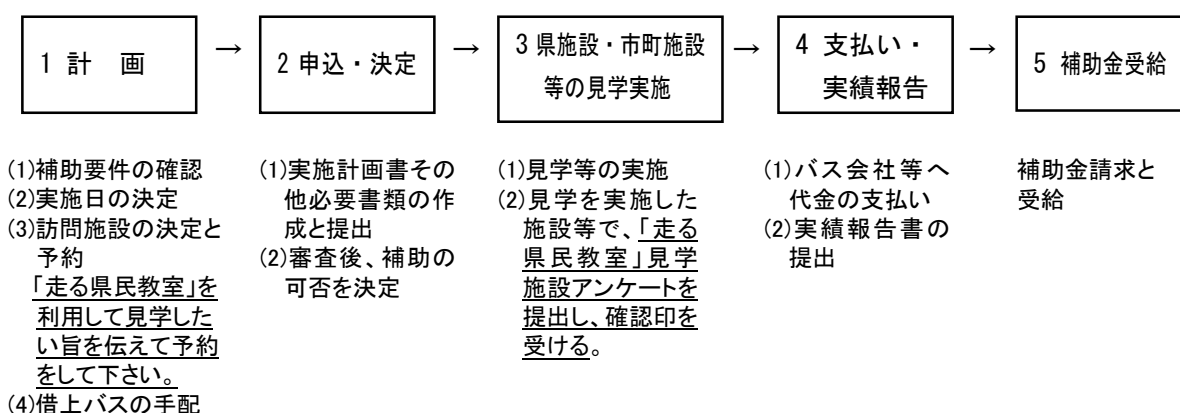 1 計　画
→
2 申込・決定
→
3 県施設・市町施設
等の見学実施
→
4 支払い・
実績報告
→
5 補助金受給
(1)補助要件の確認
(2)実施日の決定
(3)訪問施設の決定と
予約
「走る県民教室」を
利用して見学した
い旨を伝えて予約
をして下さい。
(4)借上バスの手配
(1)実施計画書その
他必要書類の作
成と提出
(2)審査後、補助の
可否を決定
(1)見学等の実施
(2)見学を実施した
施設等で、「走る
県民教室」見学
施設アンケートを
提出し、確認印を
受ける。
(1)バス会社等へ
代金の支払い
(2)実績報告書の
提出
補助金請求と
受給